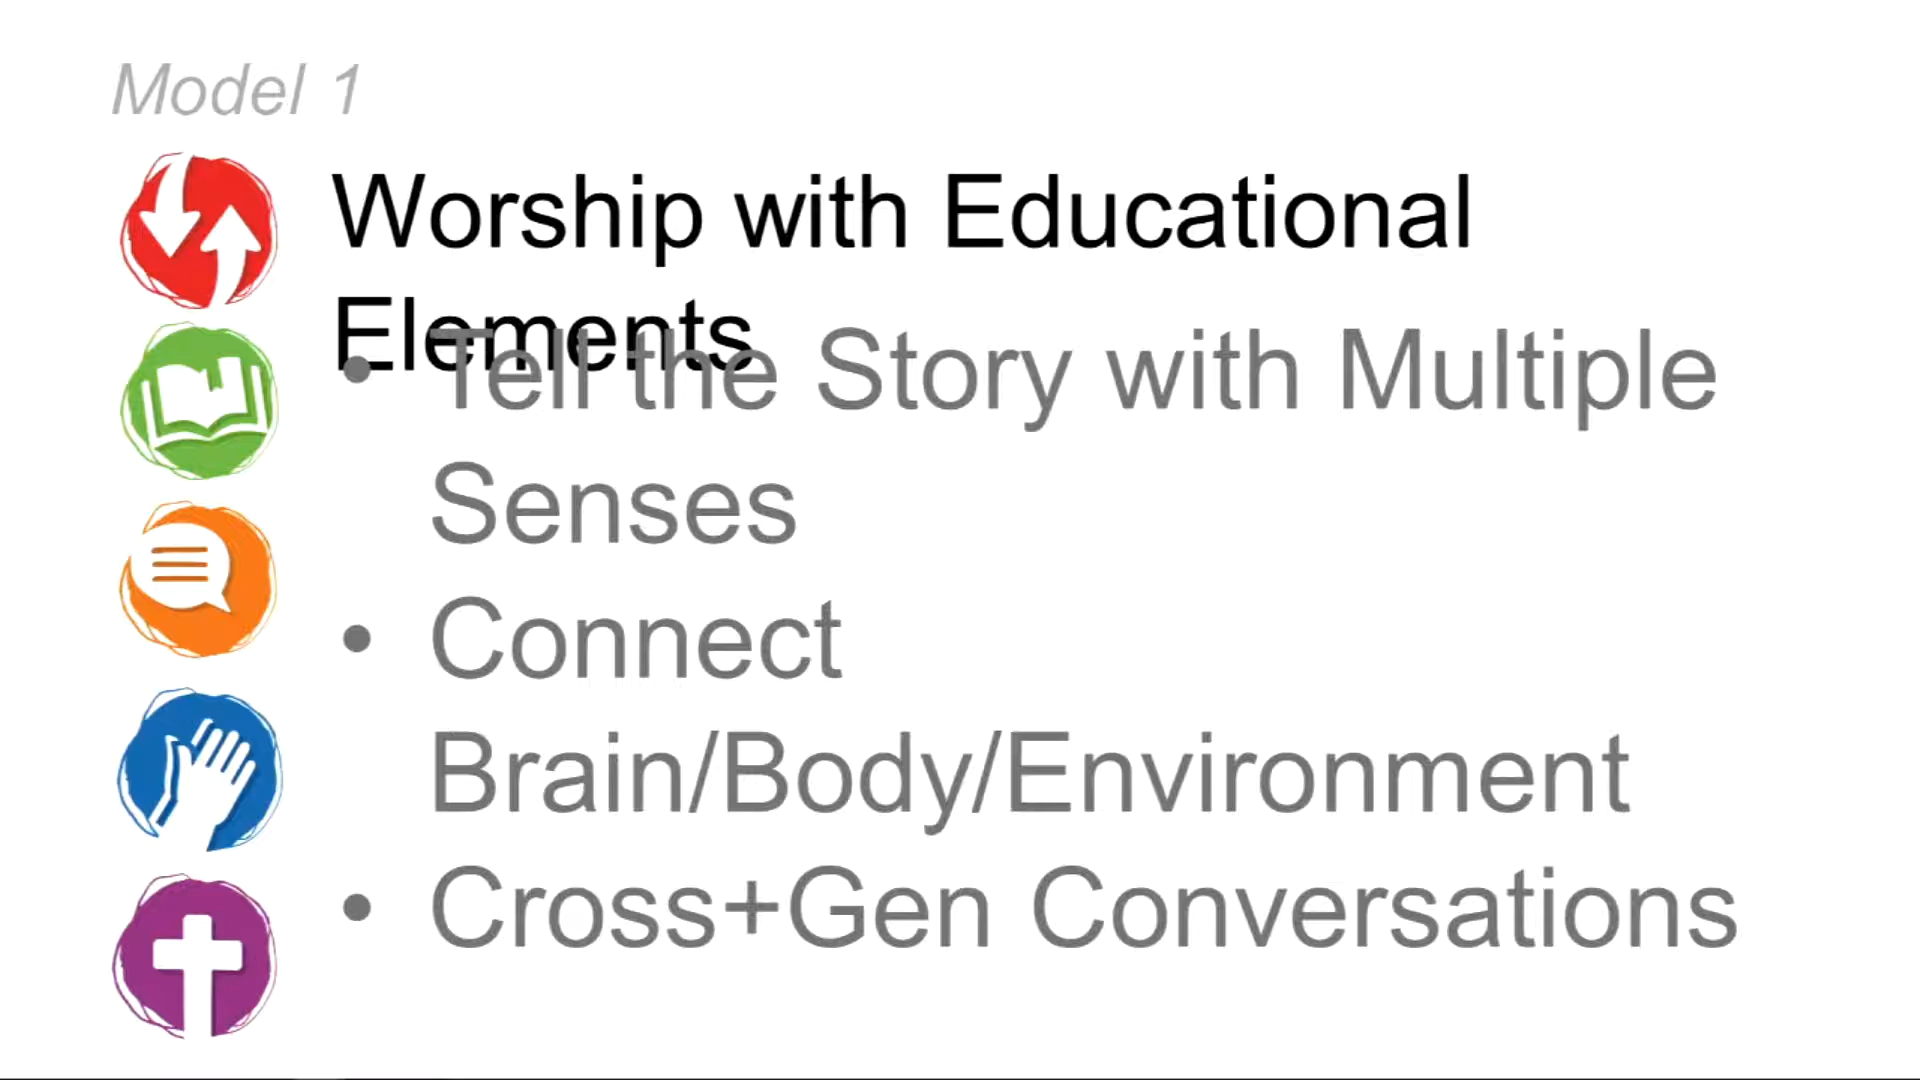 Model 1
Worship with Educational
Elements
• Tell the Story with Multiple
Senses
• Connect
Brain/Body/Environment
• Cross+Gen Conversations